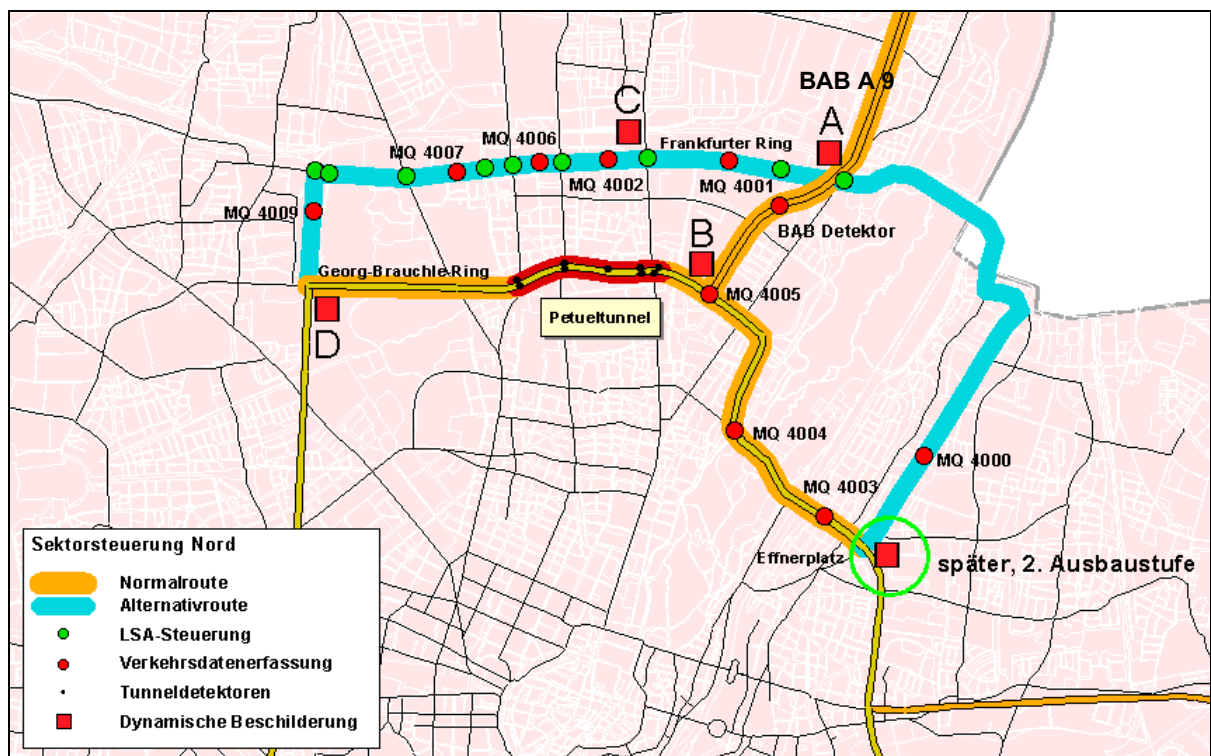 BAB A 9
C
A
MQ 4006
Frankfurter Ring
MQ 4007
MQ 4002
MQ 4001
MQ 4009
BAB Detektor
B
Georg-Brauchle-Ring
MQ 4005
Petueltunnel
D
MQ 4004
MQ 4000
MQ 4003
Effnerplatz
später, 2. Ausbaustufe
Sektorsteuerung Nord
Normalroute
Alternativroute
LSA-Steuerung
Verkehrsdatenerfassung
Tunneldetektoren
Dynamische Beschilderung